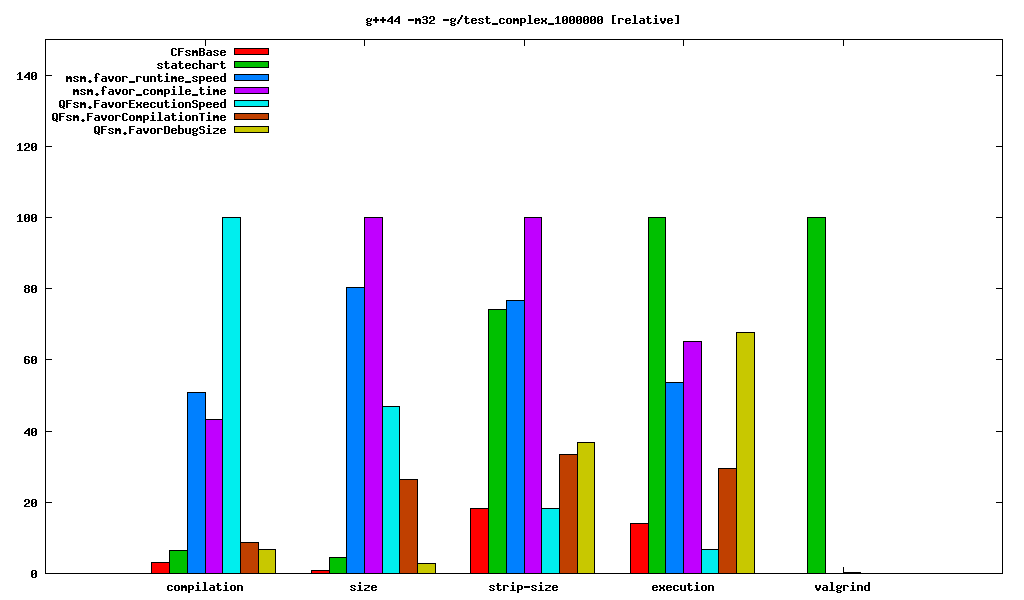 g++44 -m32 -g/test_complex_1000000 [relative]
CFsmBase
statechart
msm.favor_runtime_speed
msm.favor_compile_time
QFsm.FavorExecutionSpeed
QFsm.FavorCompilationTime
QFsm.FavorDebugSize
140
120
100
80
60
40
20
0
compilation size strip-size execution valgrind